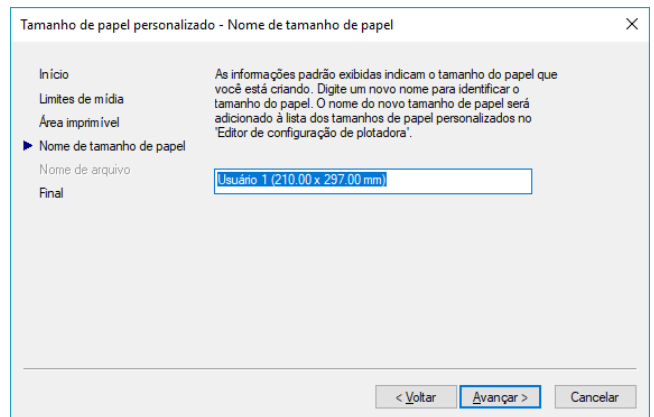 Tamanho de papel personalizado - Nome de tamanho de papel
Início
Limites de mídia
Área imprimível
Nome de tamanho de papel
Nome de arquivo
Final
As informações padrão exibidas indicam o tamanho do papel que
você está criando. Digite um novo nome para identificar o
tamanho do papel. O nome do novo tamanho de papel será
adicionado à lista dos tamanhos de papel personalizados no
'Editor de configuração de plotadora'.
Usuário 1 (210.00 x 297.00 mm)
< Voltar
Avançar >
Cancelar